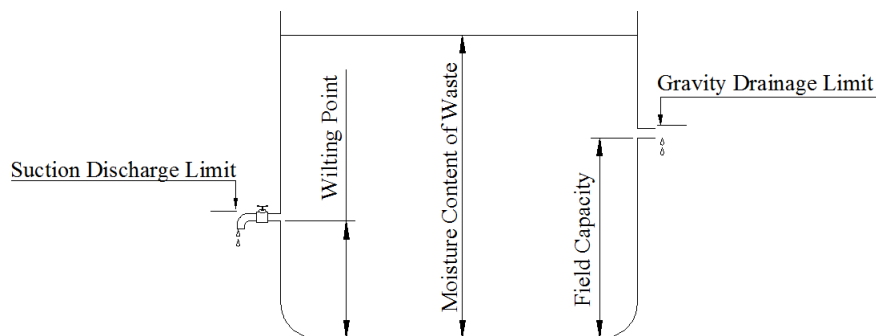 Gravity Drainage Limit
Suction Discharge Limit
Wilting Point
Moisture Content of Waste
Field Capacity